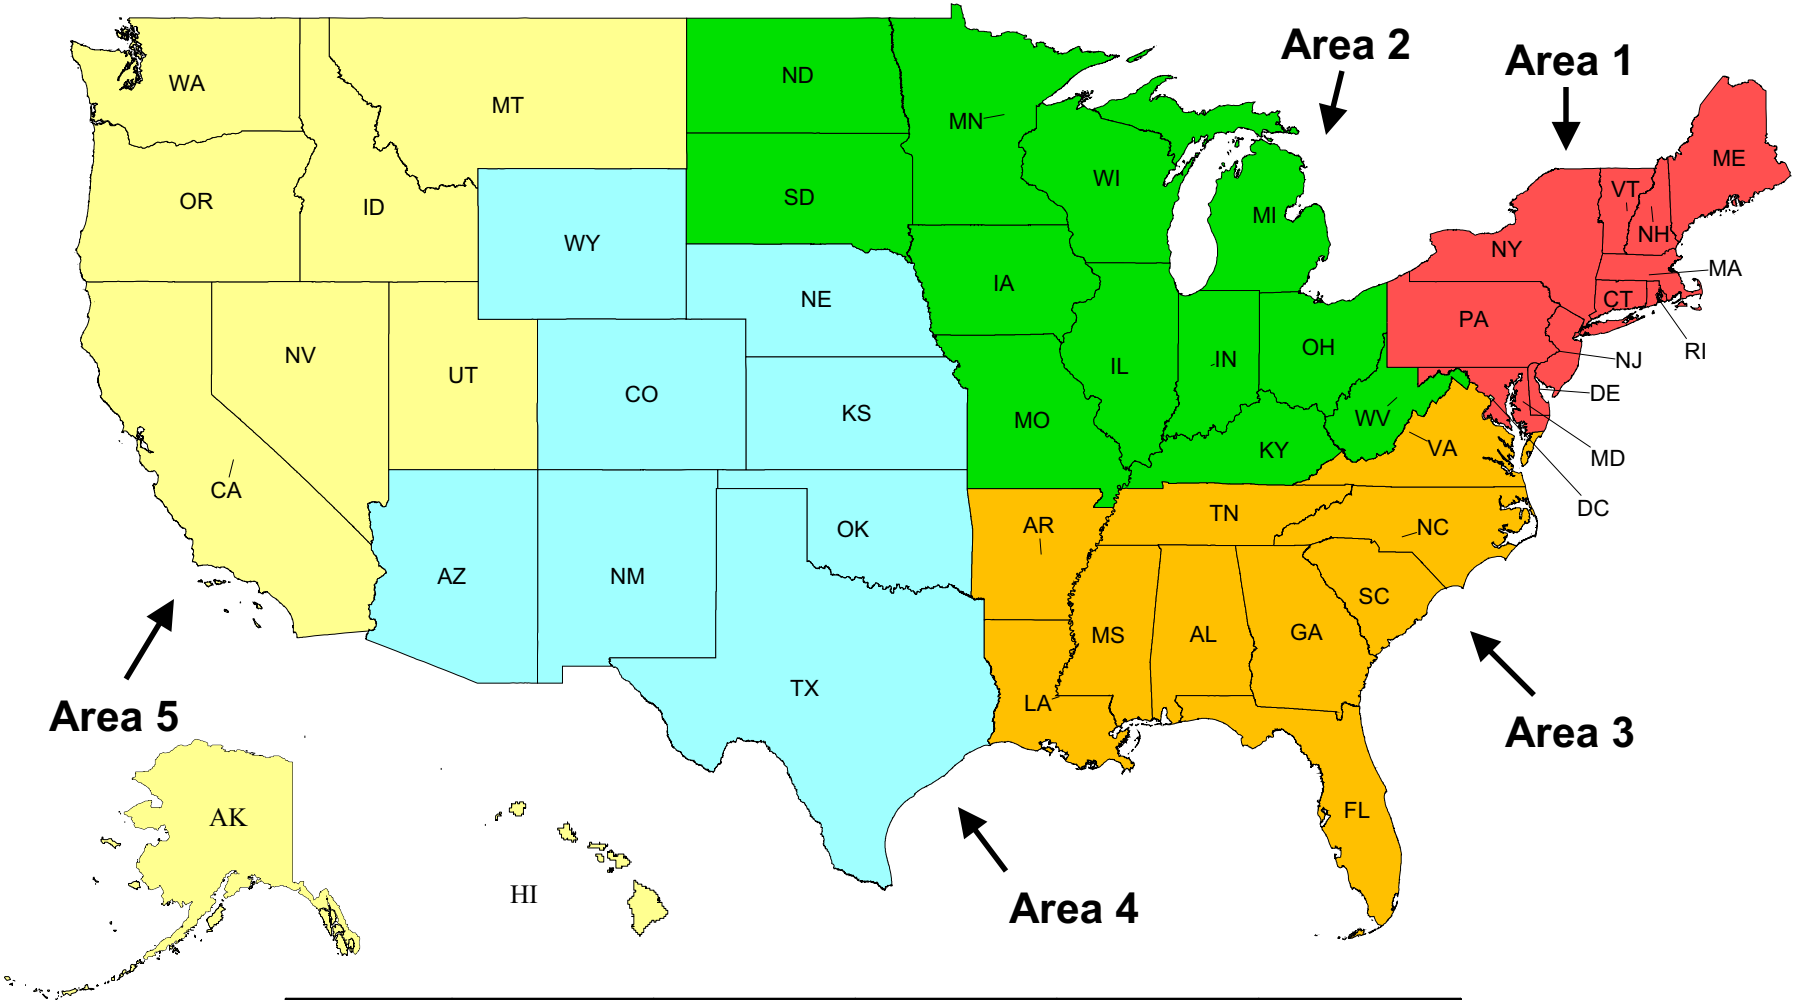 Area 2
Area 1
WA
MT
ND
MN
OR
ID
SD
WI
MI
ME
VT
NH
NY
WY
MA
NE
IA
CT
PA
RI
NV
UT
CO
KS
IL
IN
OH
NJ
DE
MO
WV
KY
VA
MD
CA
DC
AZ
NM
OK
AR
TN
NC
SC
MS
AL
GA
TX
LA
Area 5
Area 3
FL
AK
HI
Area 4